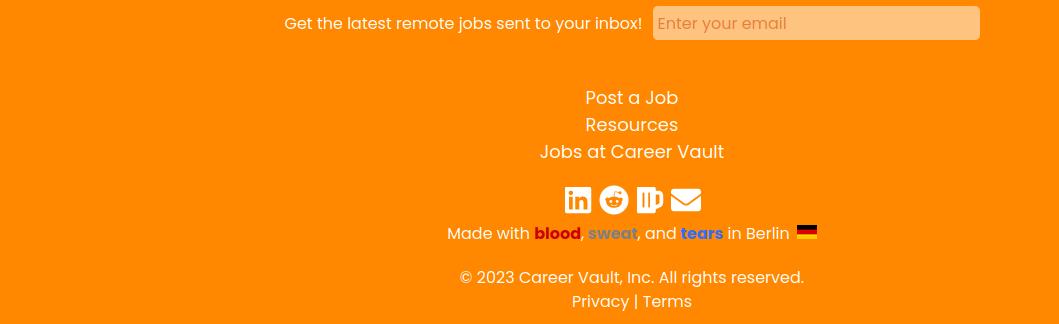 Get the latest remote jobs sent to your inbox! Enter your email
Post a Job
Resources
Jobs at Career Vault
in
Made with blood, sweat, and tears in Berlin
© 2023 Career Vault, Inc. All rights reserved.
Privacy | Terms